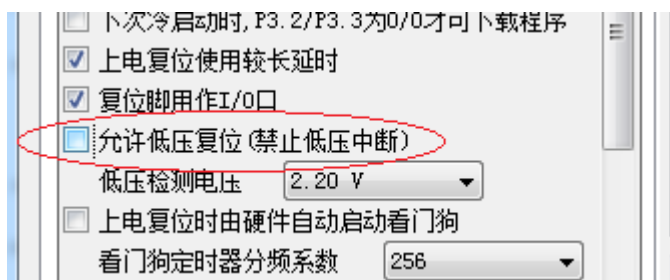 下次冷启动时,P3.2/P3.3为0/0才可下载程序
上电复位使用较长延时
复位脚用作I/O口
允许低压复位(禁止低压中断)
低压检测电压 2.20 V
上电复位时由硬件自动启动看门狗
看门狗定时器分频系数 256